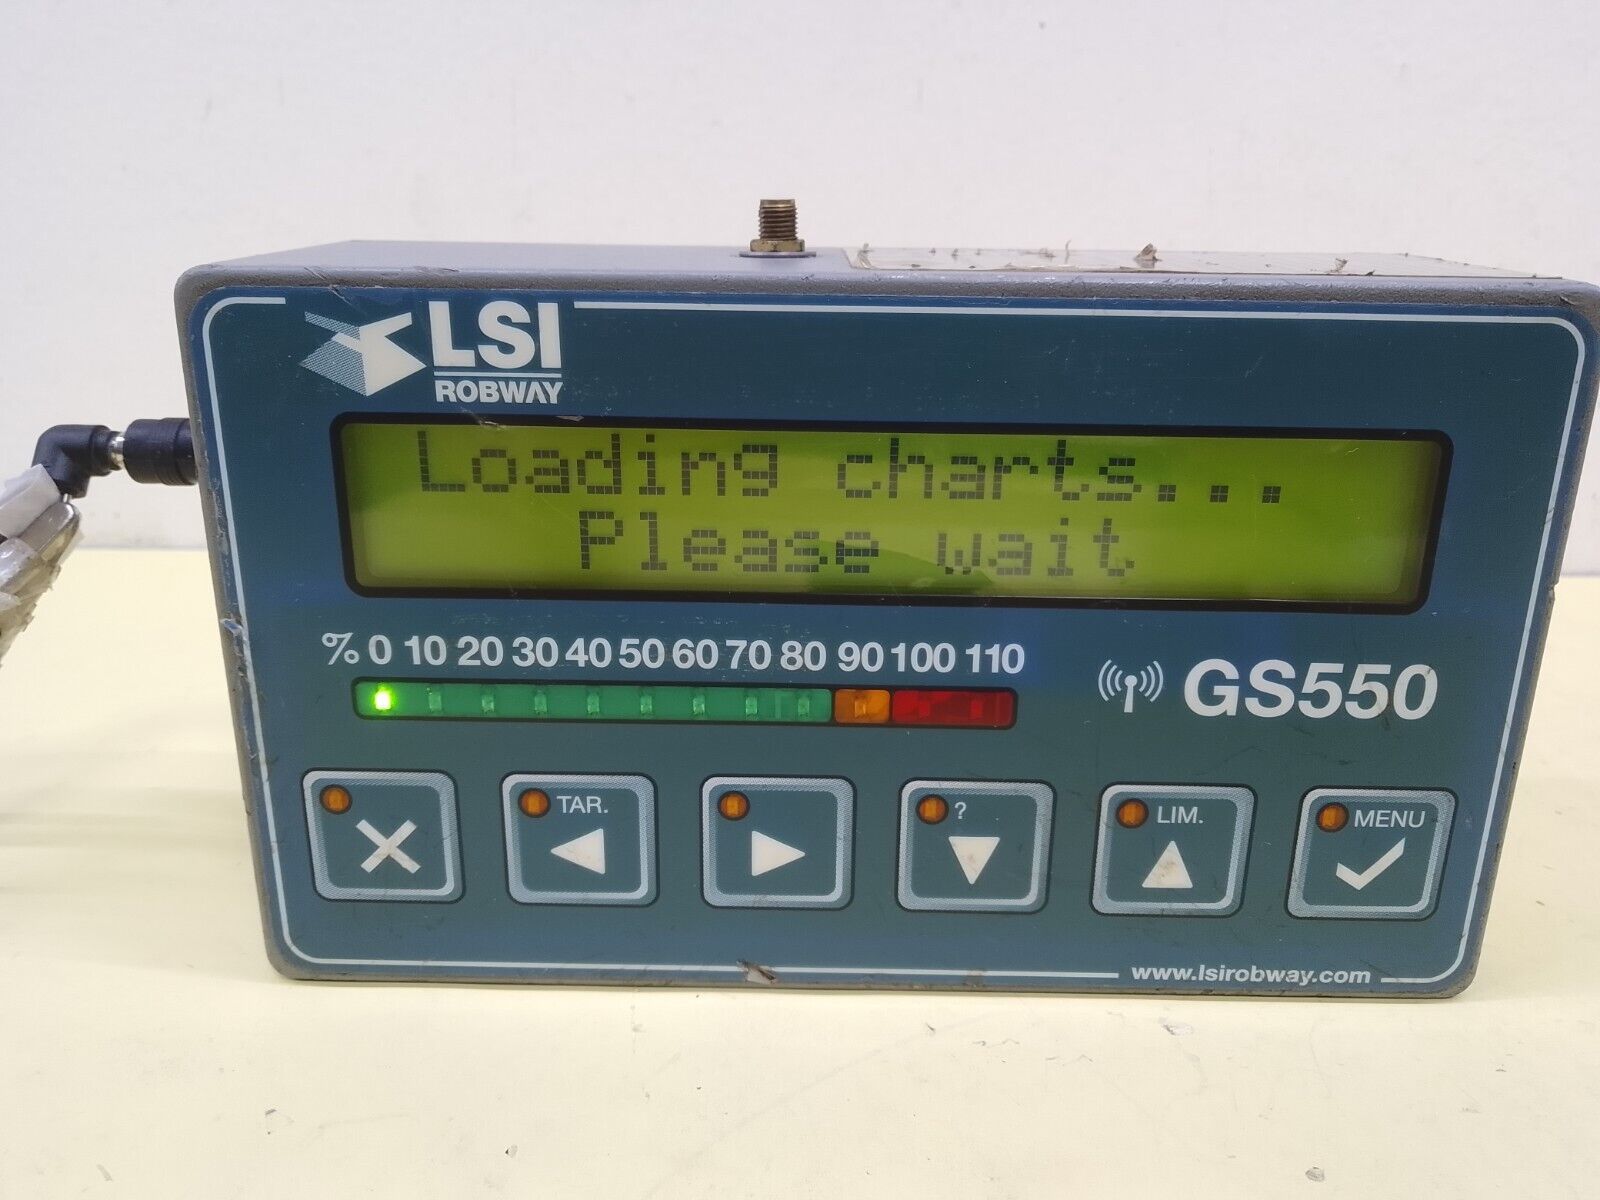 LSI
ROBWAY
Loading charts...
Please wait
% 0 10 20 30 40 50 60 70 80 90 100 110
GS550
TAR.
?
LIM.
MENU
www.lsirobway.com